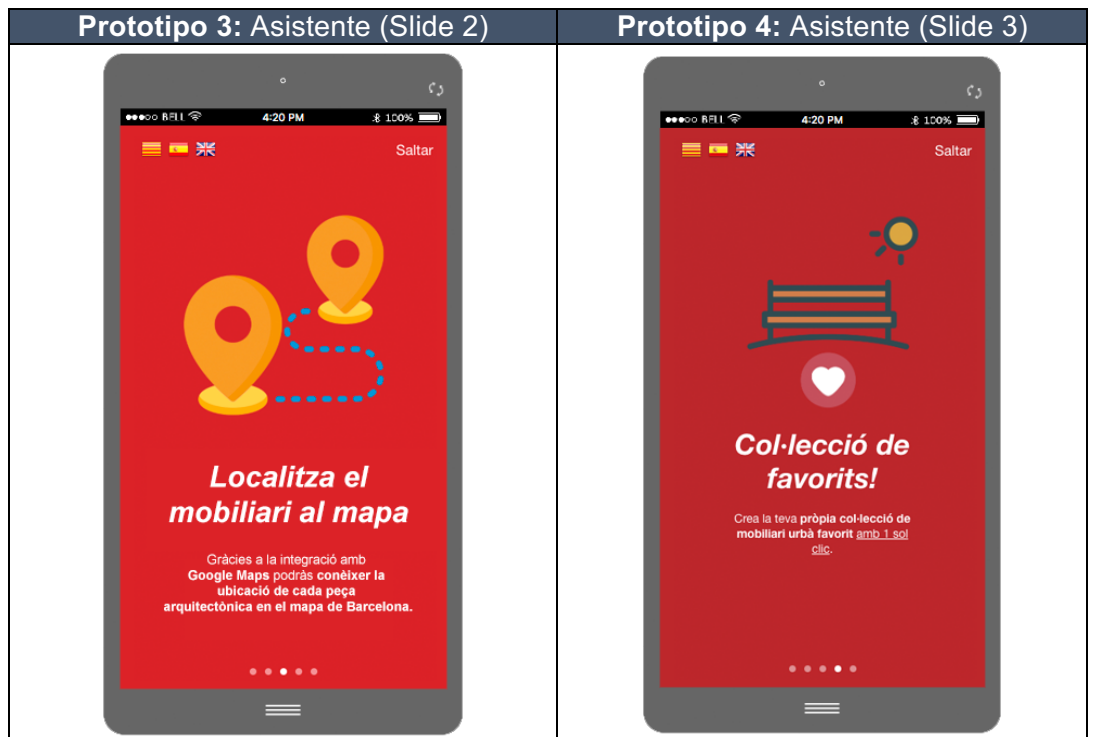 Prototipo 3: Asistente (Slide 2)
BELL 4:20 PM 100%
Saltar
Localitza el
mobiliari al mapa
Gràcies a la integració amb
Google Maps podràs conèixer la
ubicació de cada peça
arquitectònica en el mapa de Barcelona.
Prototipo 4: Asistente (Slide 3)
BELL 4:20 PM 100%
Saltar
Col·lecció de
favorits!
Crea la teva pròpia col·lecció de
mobiliari urbà favorit amb 1 sol
clic.